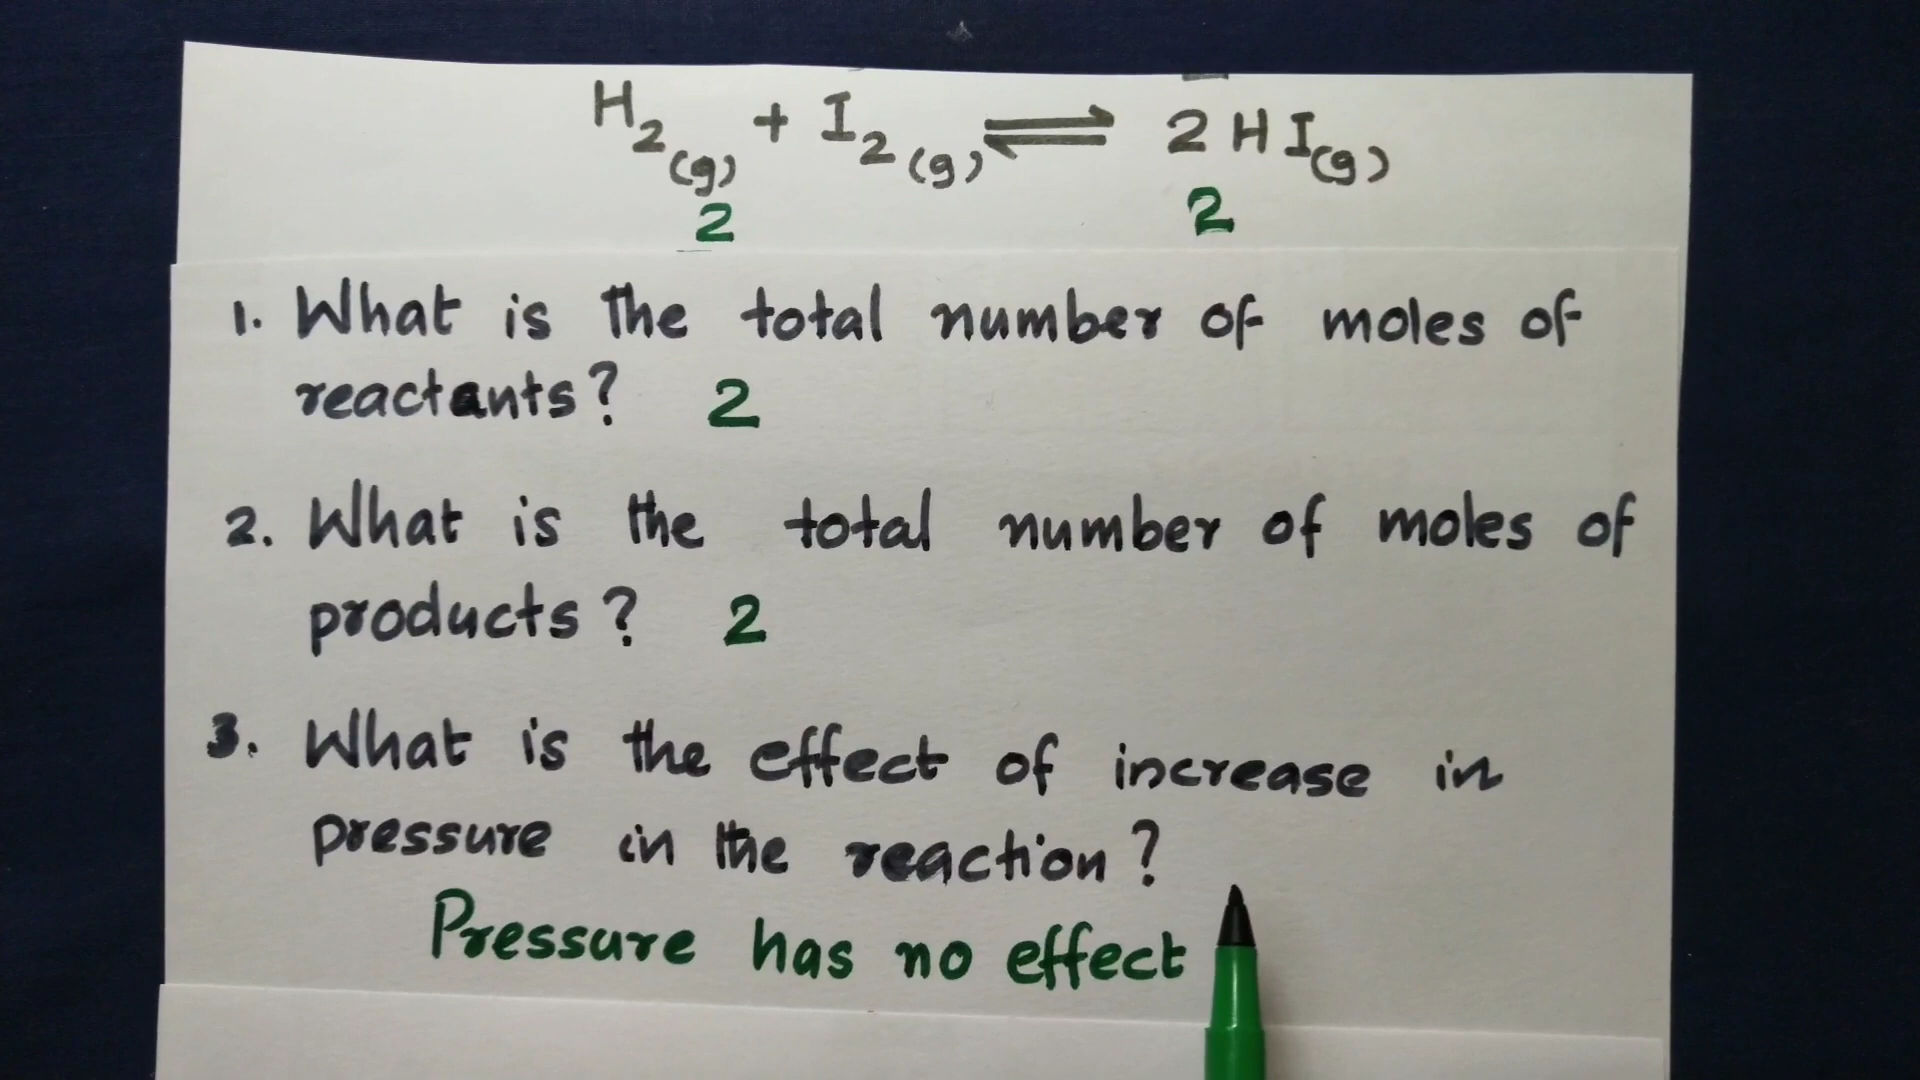 H₂(g) + I₂(g) ⇌ 2HI(g)
2 2
1. What is the total number of moles of
reactants? 2
2. What is the total number of moles of
products? 2
3. What is the effect of increase in
pressure in the reaction?
Pressure has no effect